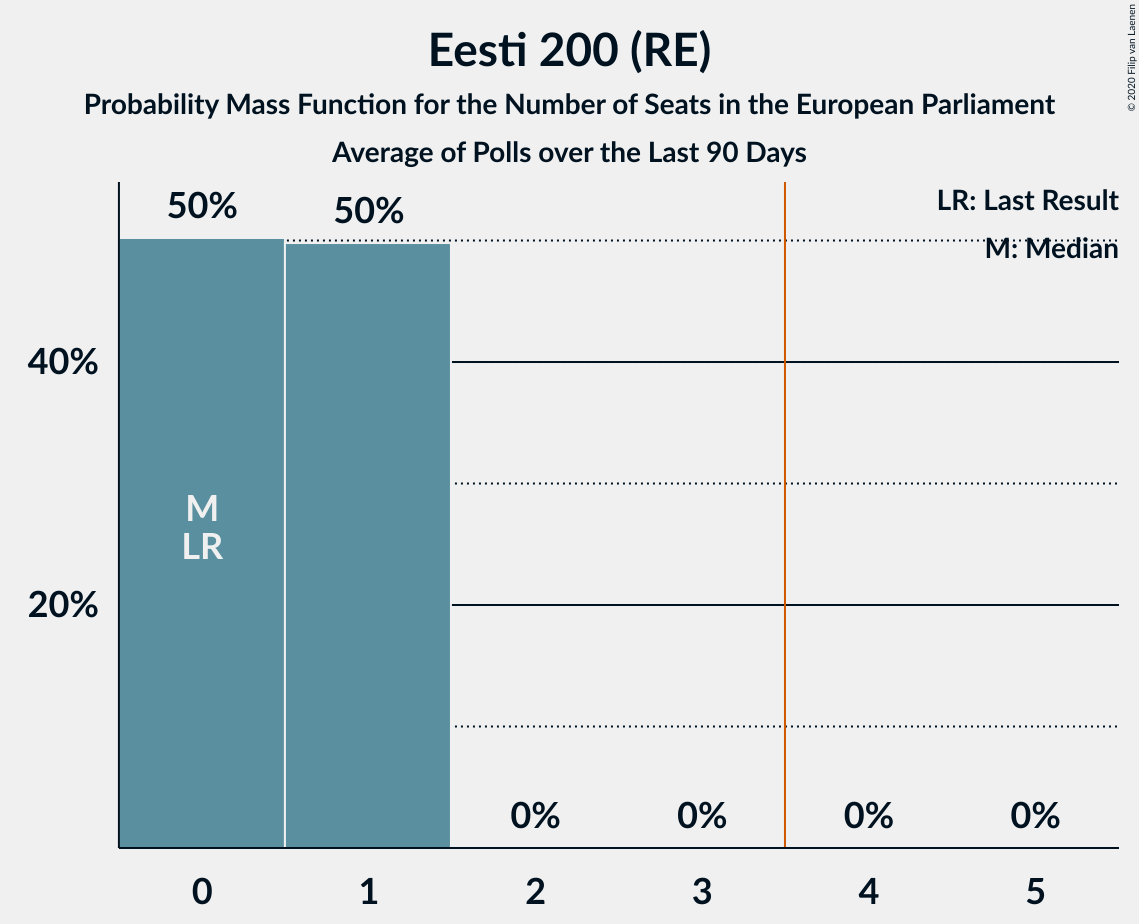 Eesti 200 (RE)
Probability Mass Function for the Number of Seats in the European Parliament
Average of Polls over the Last 90 Days
© 2020 Filip van Laenen
LR: Last Result
M: Median
50%
50%
40%
20%
M
LR
0%
0%
0%
0%
0
1
2
3
4
5